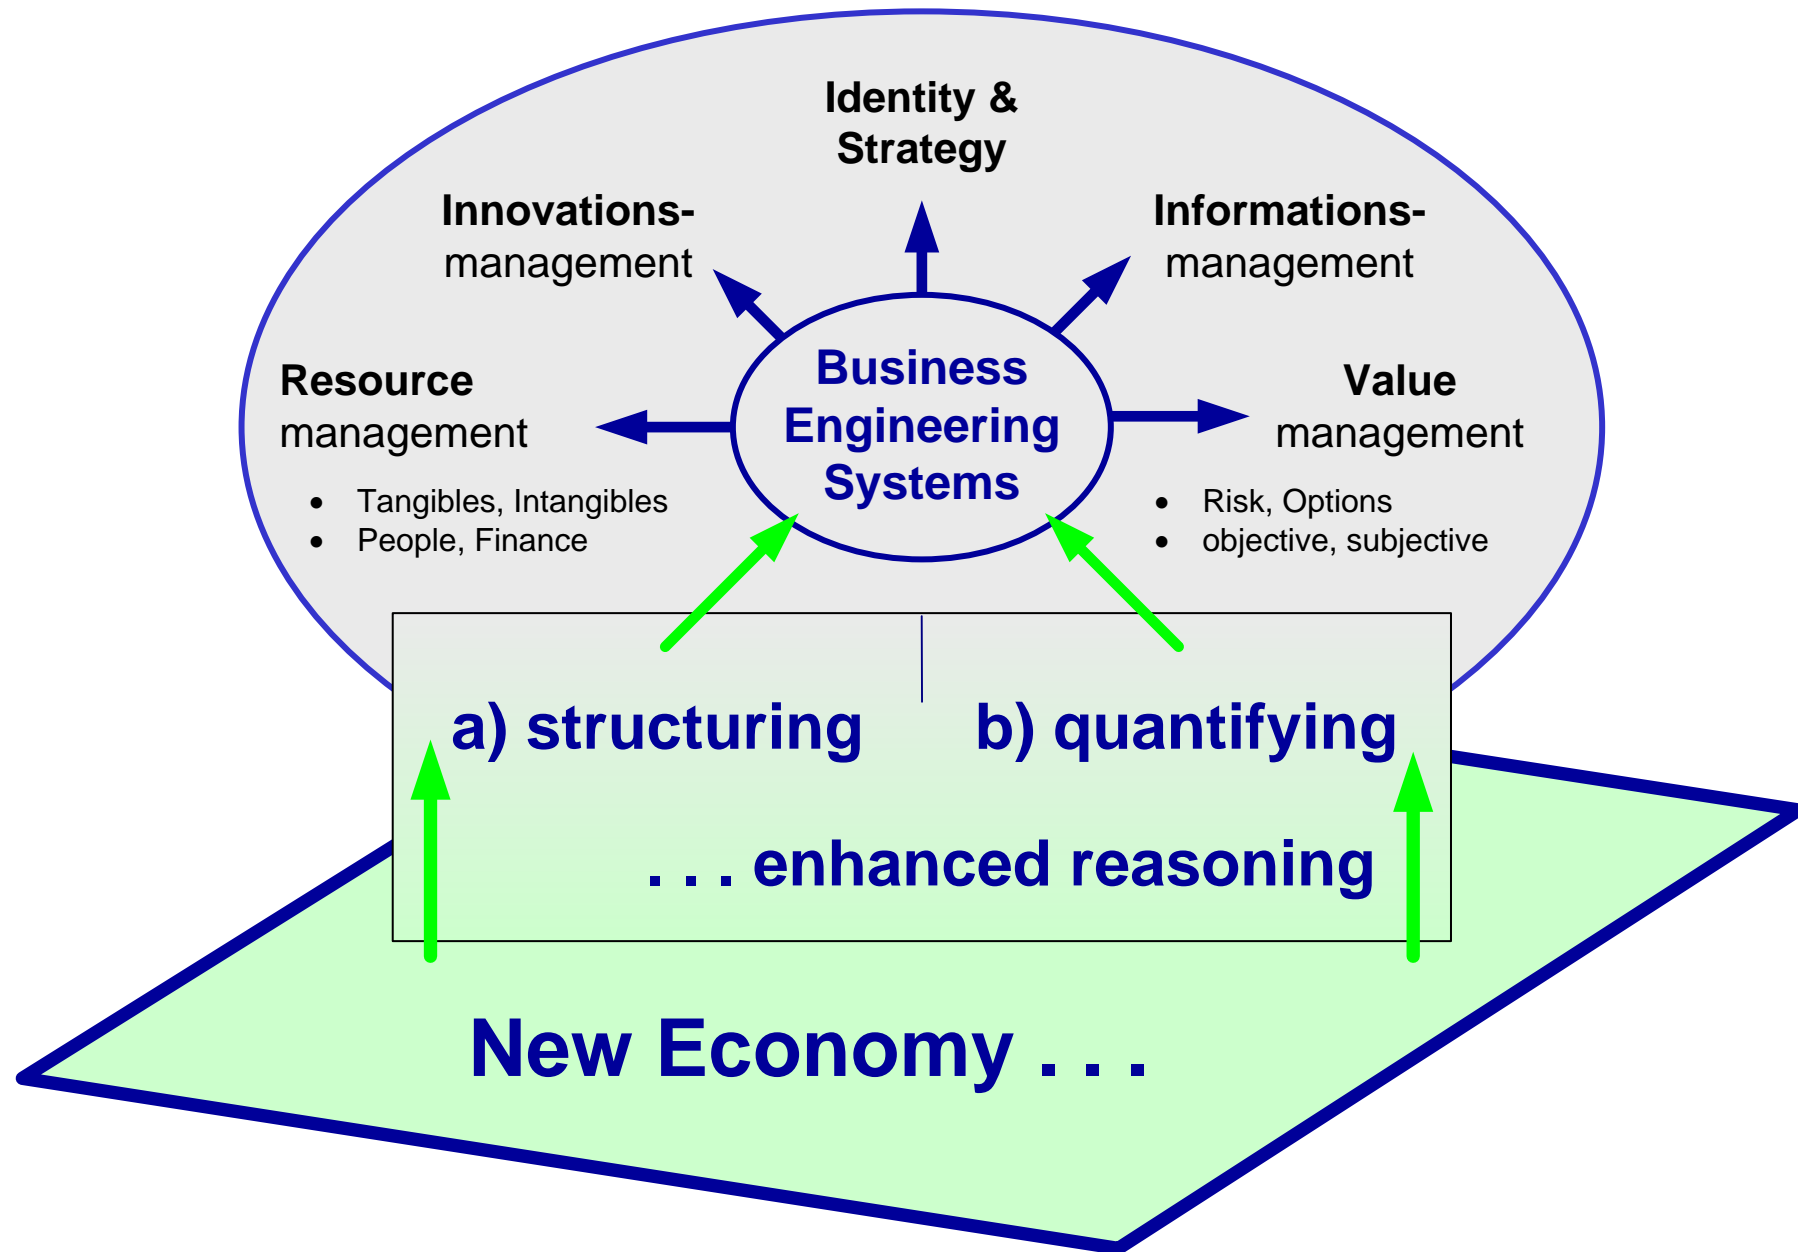 Identity &
Strategy
Innovations-
management
Informations-
management
Resource
management
• Tangibles, Intangibles
• People, Finance
Business
Engineering
Systems
Value
management
• Risk, Options
• objective, subjective
a) structuring
b) quantifying
. . . enhanced reasoning
New Economy . . .